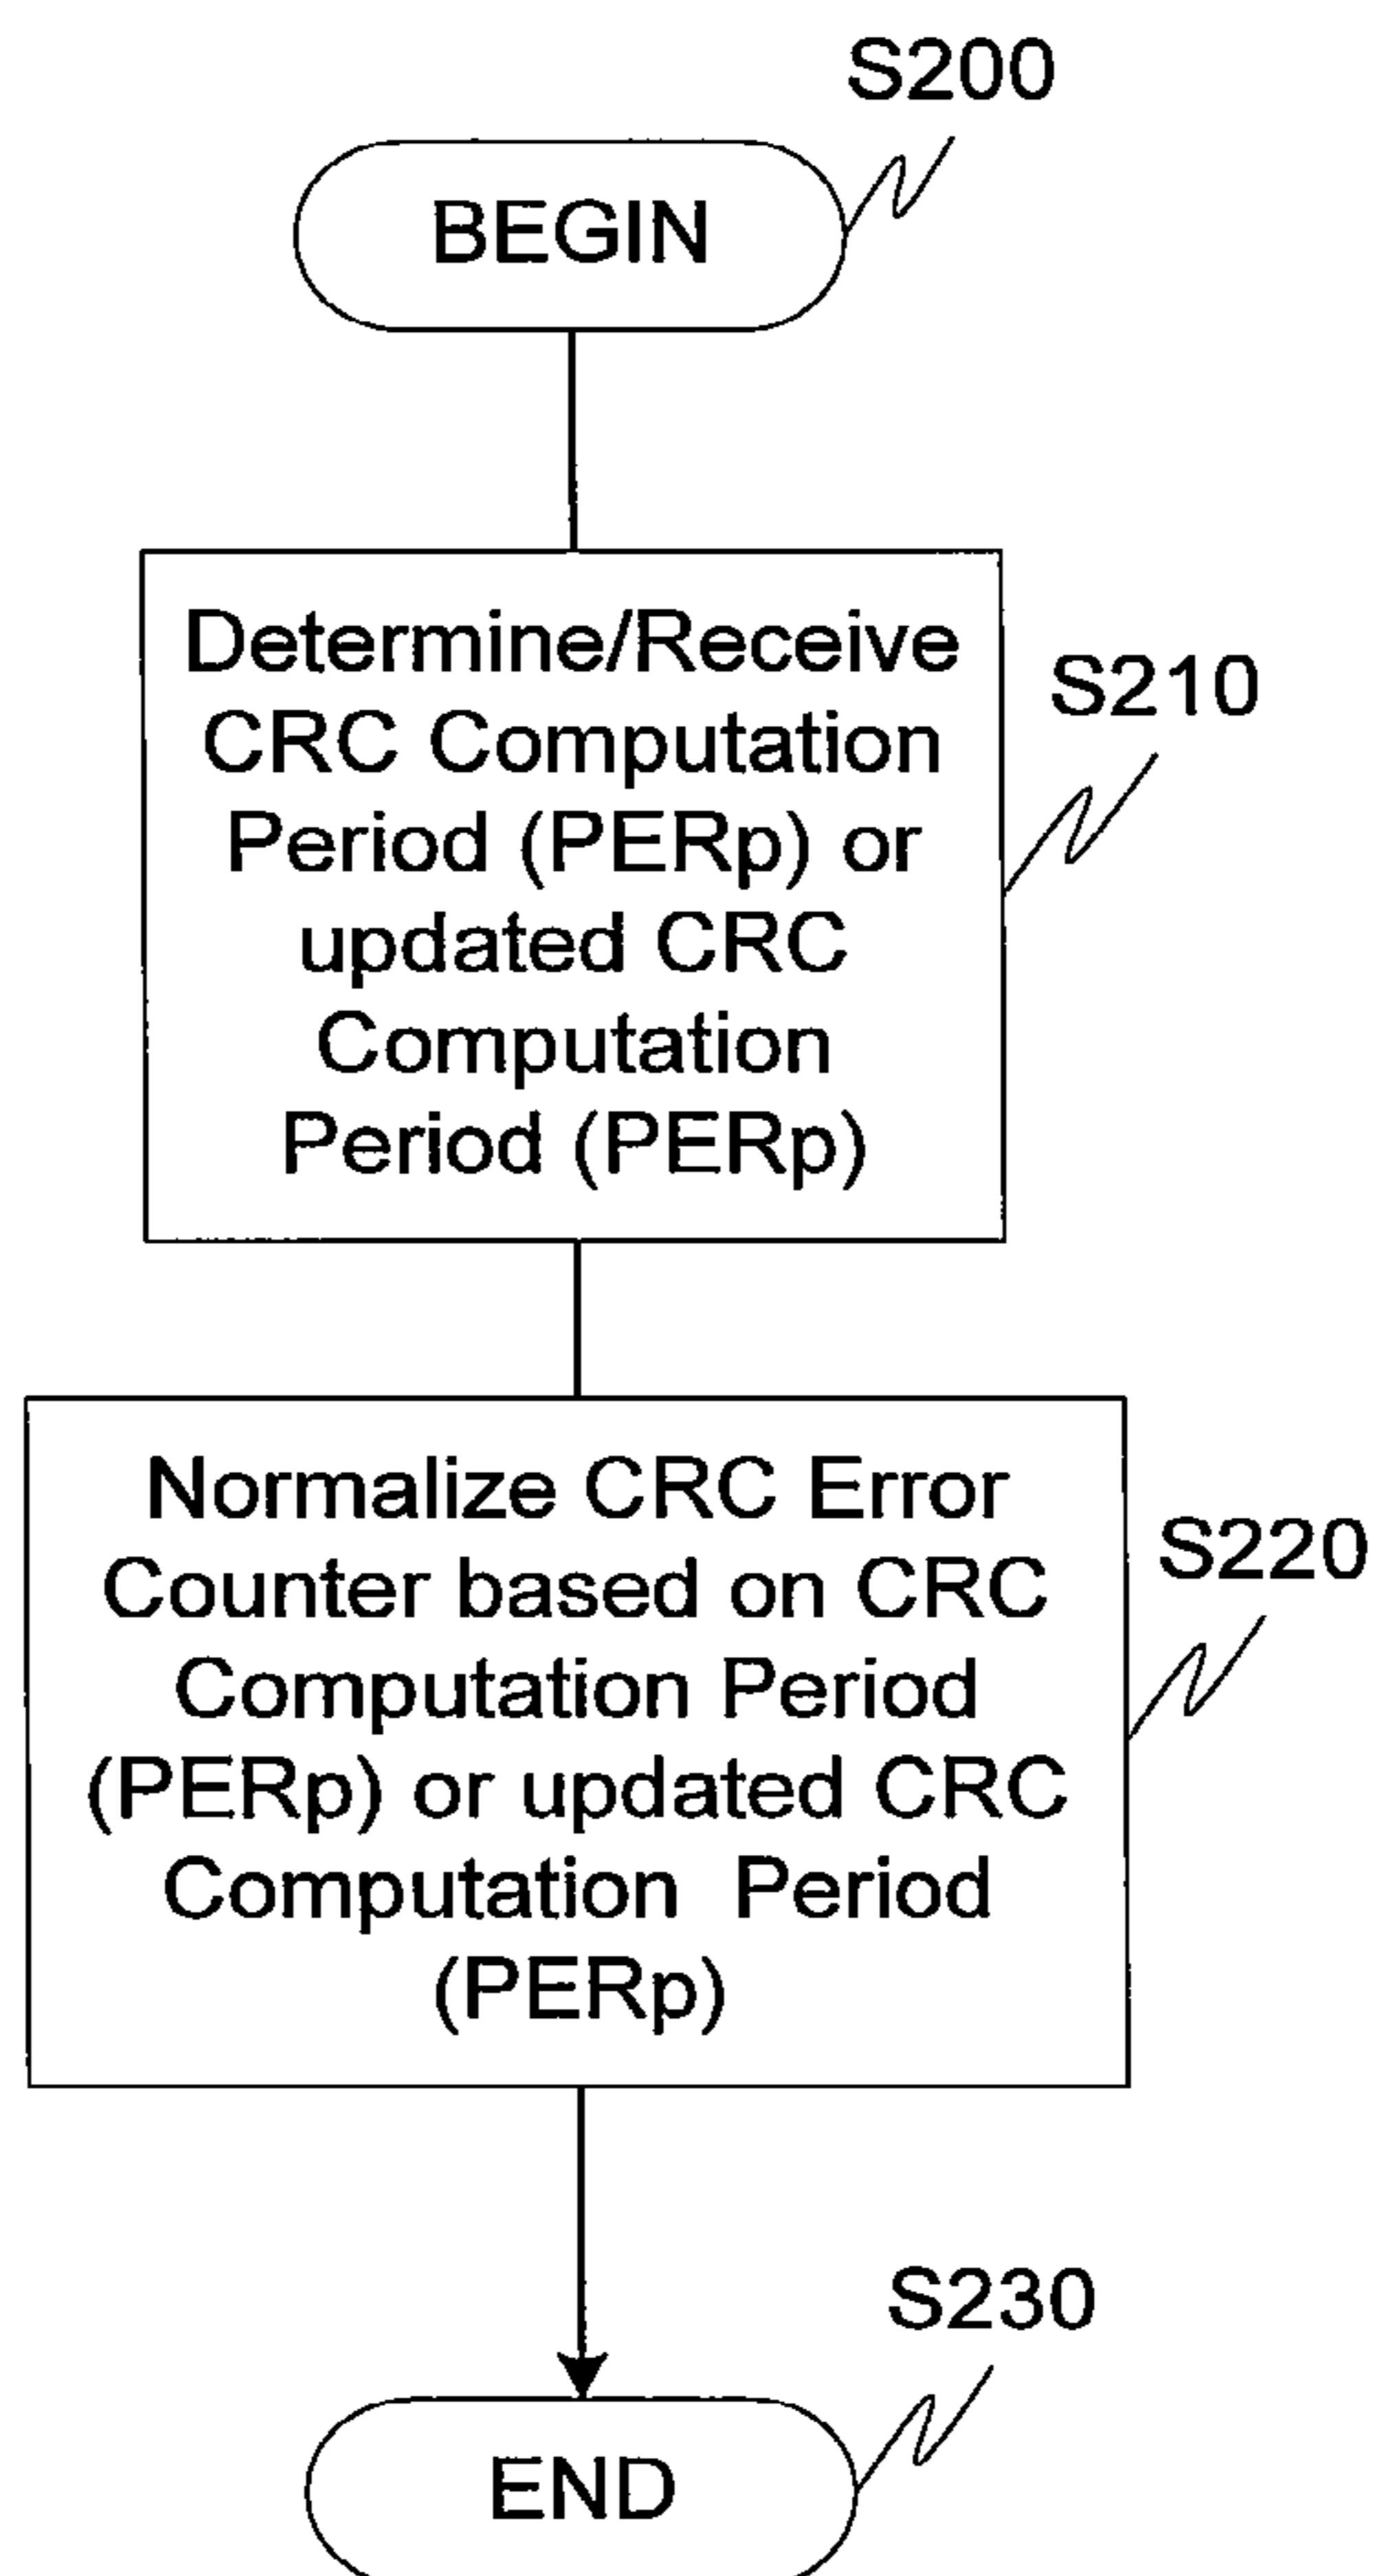 S200
BEGIN
Determine/Receive
CRC Computation
Period (PERp) or
updated CRC
Computation
Period (PERp)
S210
Normalize CRC Error
Counter based on CRC
Computation Period
(PERp) or updated CRC
Computation Period
(PERp)
S220
S230
END